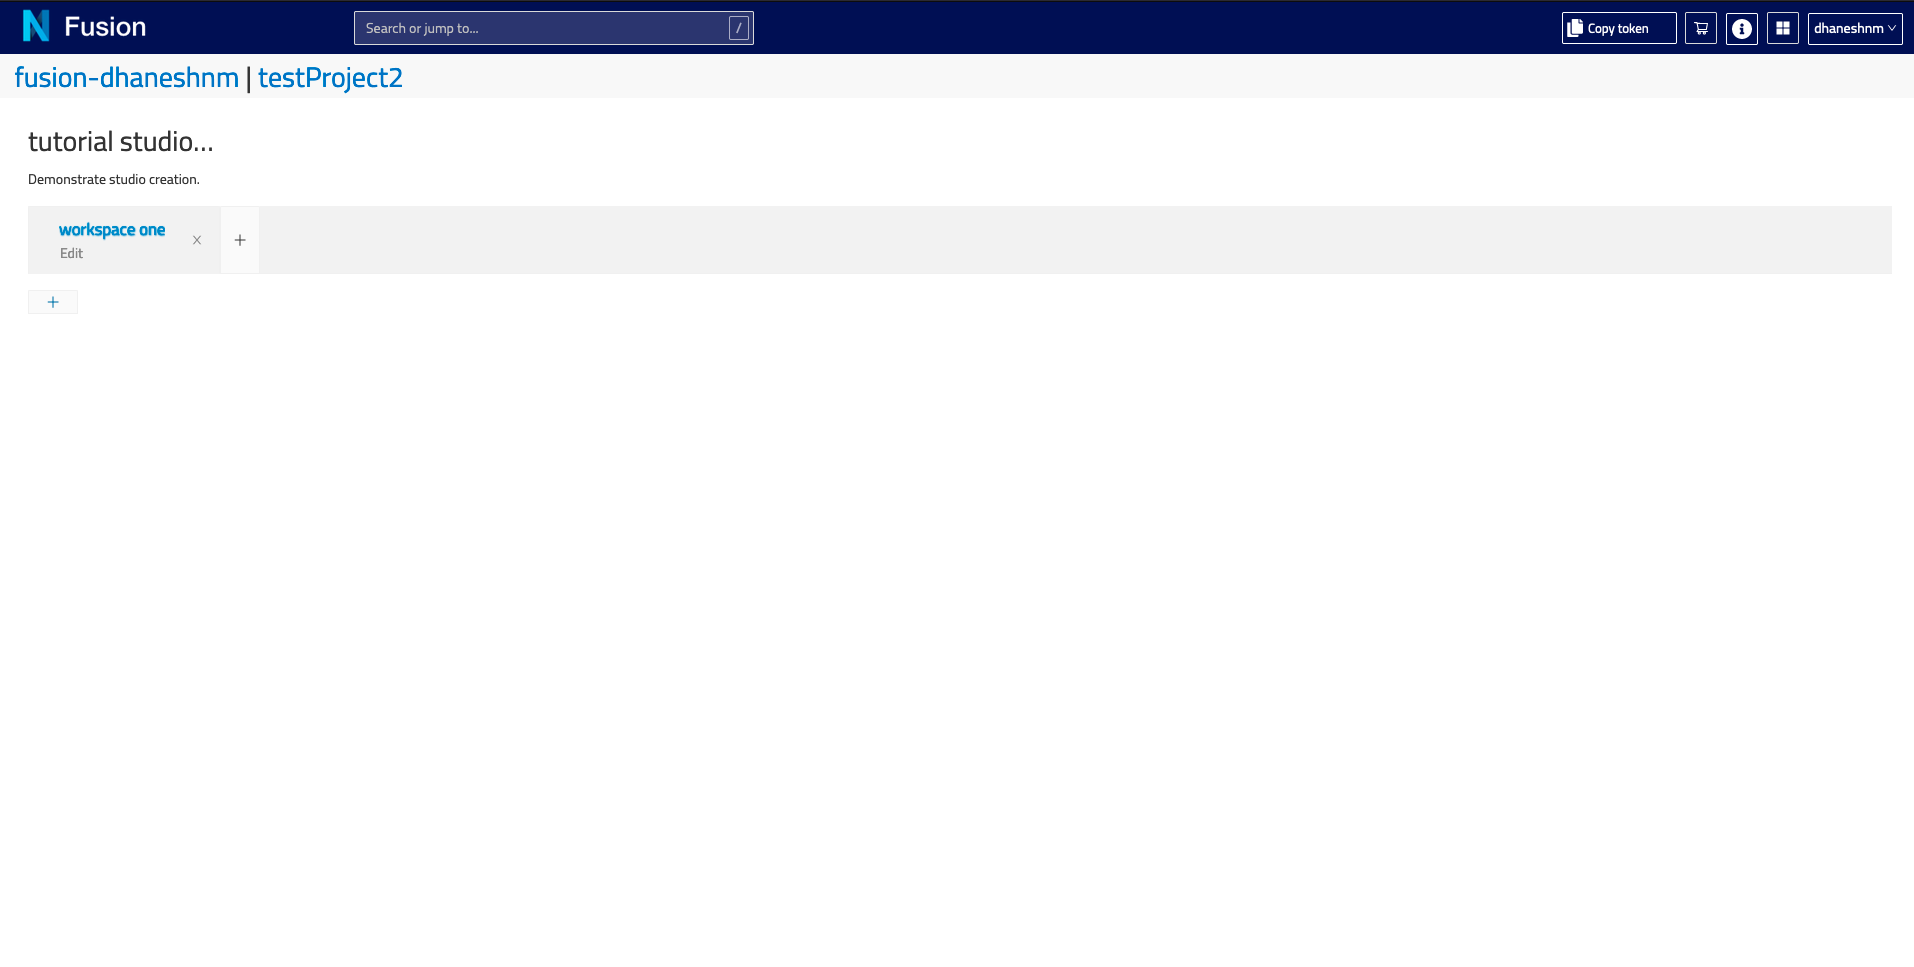 Fusion
Search or jump to...
/
Copy token
dhaneshnm
fusion-dhaneshnm | testProject2
tutorial studio...
Demonstrate studio creation.
workspace one
Edit